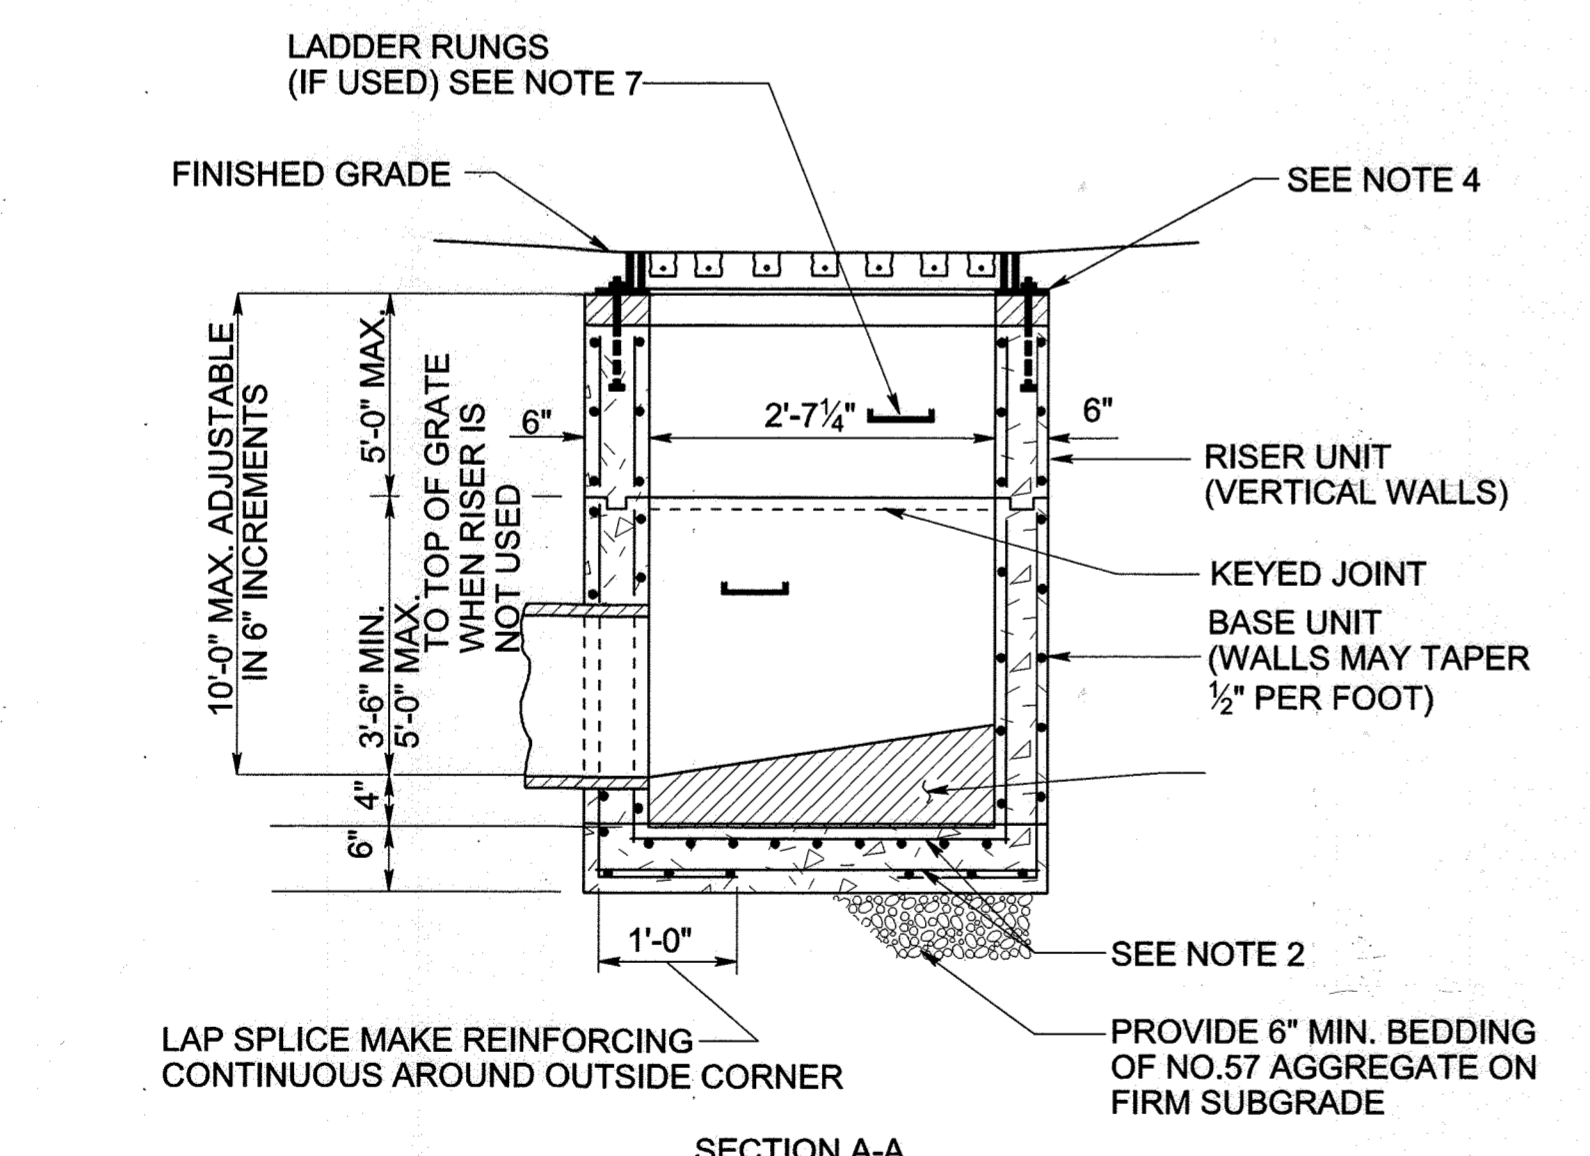 LADDER RUNGS
(IF USED) SEE NOTE 7
FINISHED GRADE
SEE NOTE 4
10'-0" MAX. ADJUSTABLE
IN 6" INCREMENTS
5'-0" MAX.
3'-6" MIN.
5'-0" MAX.
TO TOP OF GRATE
WHEN RISER IS
NOT USED
4"
6"
6"
2'-7¼"
6"
RISER UNIT
(VERTICAL WALLS)
KEYED JOINT
BASE UNIT
(WALLS MAY TAPER
½" PER FOOT)
1'-0"
SEE NOTE 2
LAP SPLICE MAKE REINFORCING
CONTINUOUS AROUND OUTSIDE CORNER
PROVIDE 6" MIN. BEDDING
OF NO.57 AGGREGATE ON
FIRM SUBGRADE
SECTION A-A